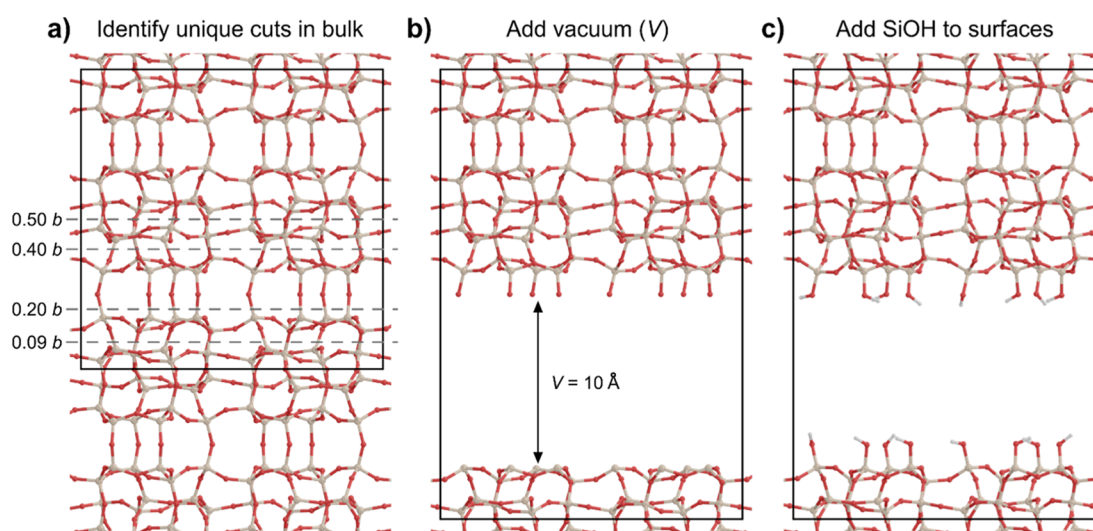 a) Identify unique cuts in bulk
b) Add vacuum (V)
c) Add SiOH to surfaces
0.50 b
0.40 b
0.20 b
0.09 b
V = 10 Å